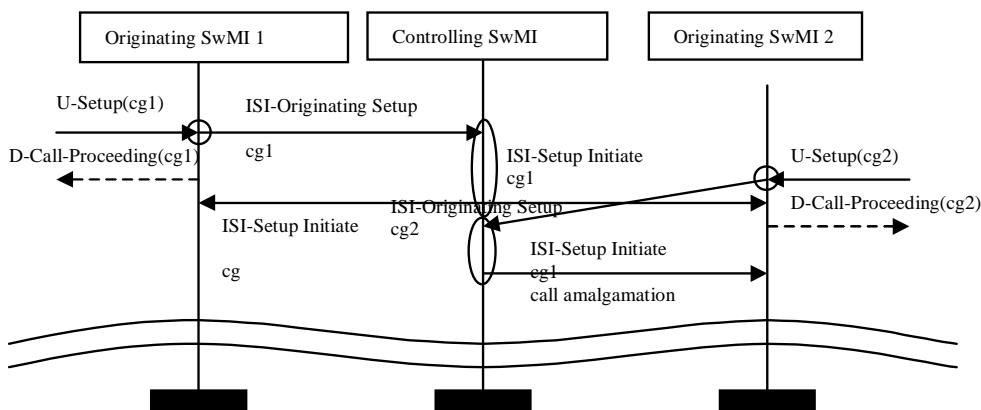 Originating SwMI 1
Controlling SwMI
Originating SwMI 2
U-Setup(cg1)
ISI-Originating Setup
cg1
D-Call-Proceeding(cg1)
ISI-Setup Initiate
cg1
U-Setup(cg2)
D-Call-Proceeding(cg2)
ISI-Originating Setup
cg2
ISI-Setup Initiate
cg
ISI-Setup Initiate
cg1
call amalgamation